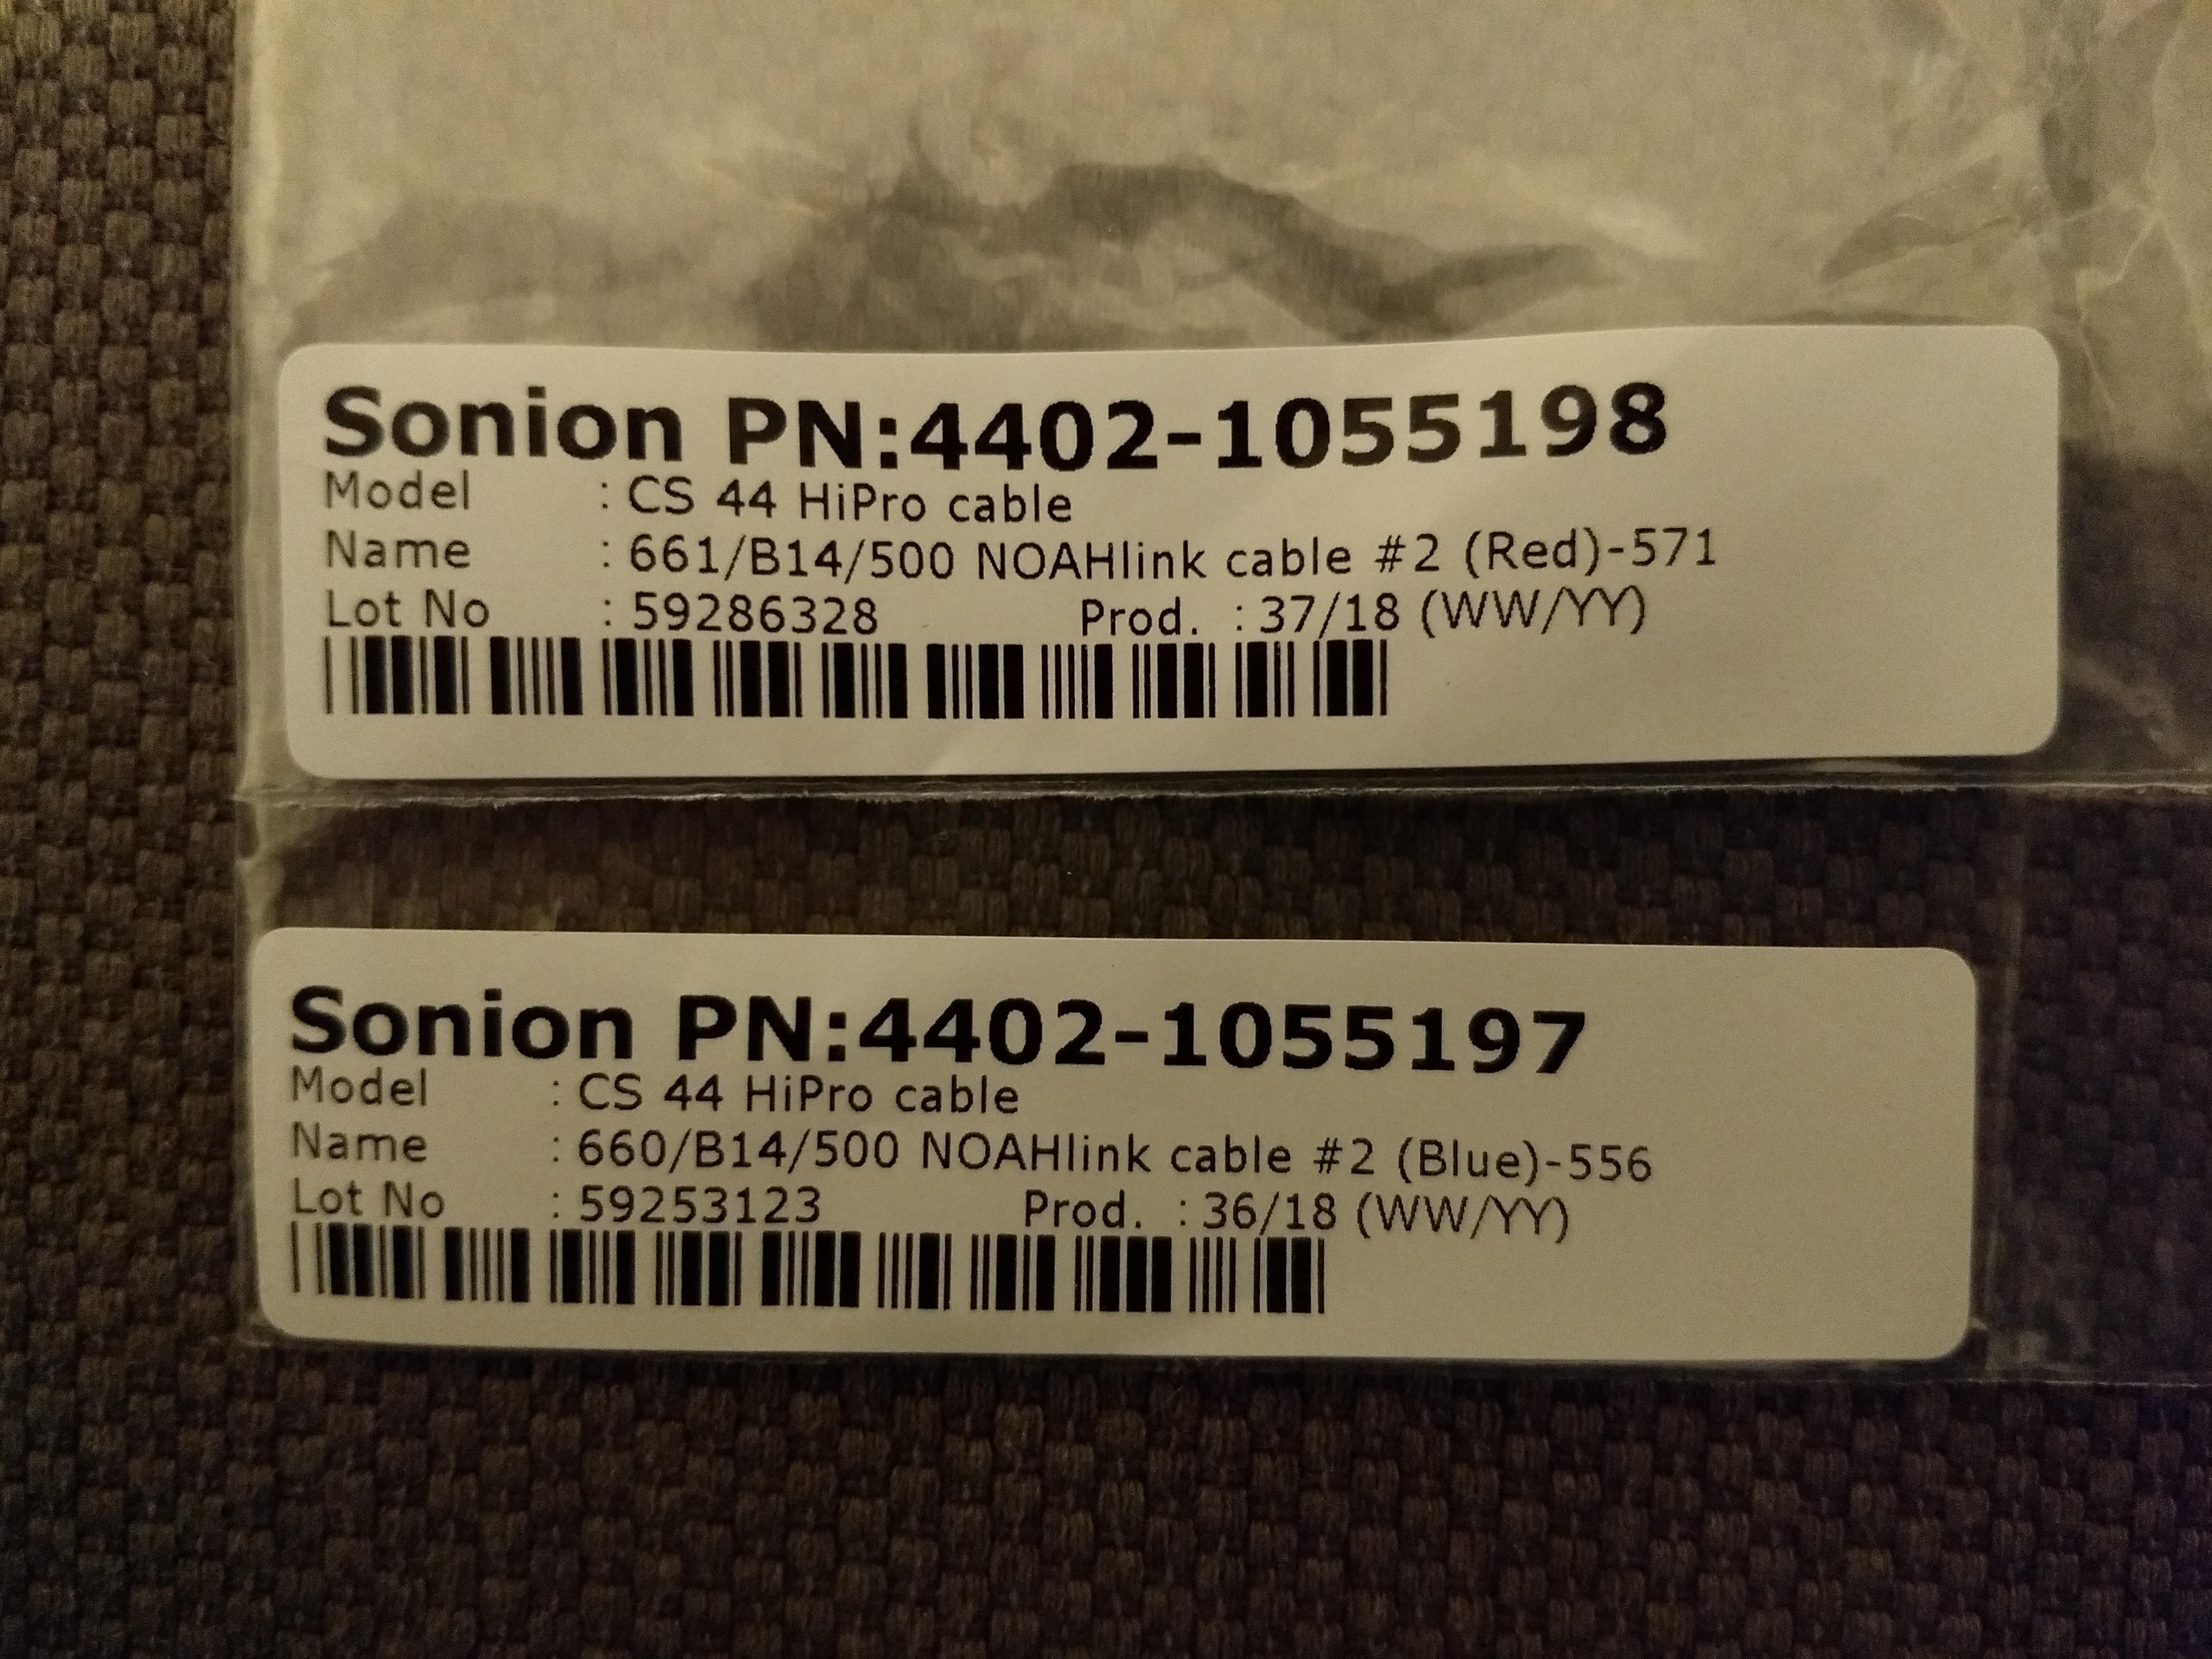 Sonion PN:4402-1055198
Model : CS 44 HiPro cable
Name : 661/B14/500 NOAHlink cable #2 (Red)-571
Lot No : 59286328 Prod. : 37/18 (WW/YY)
Sonion PN:4402-1055197
Model : CS 44 HiPro cable
Name : 660/B14/500 NOAHlink cable #2 (Blue)-556
Lot No : 59253123 Prod. : 36/18 (WW/YY)